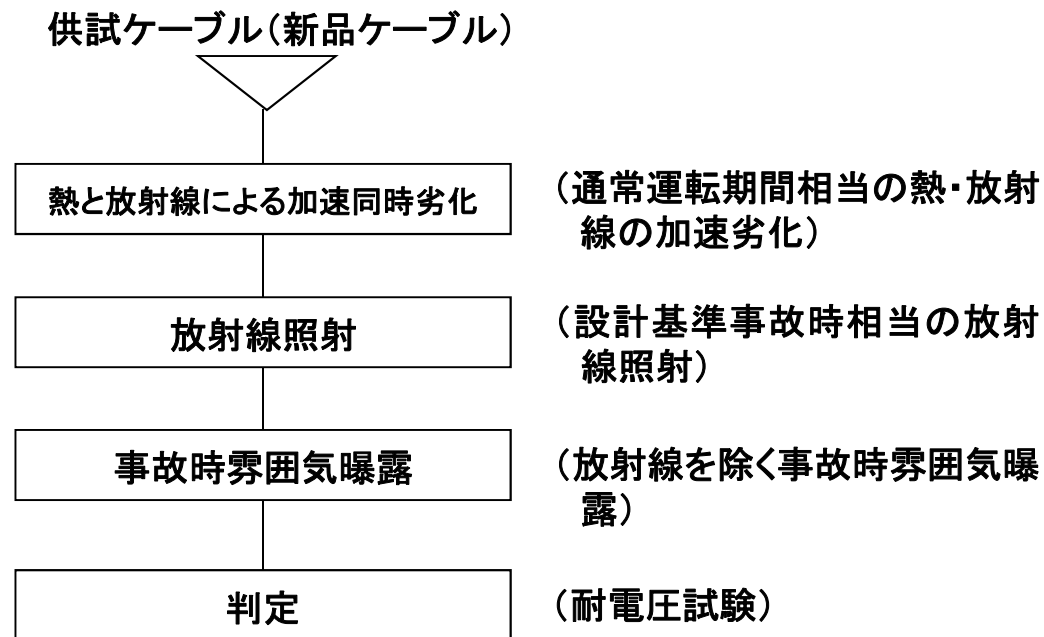 供試ケーブル（新品ケーブル）
熱と放射線による加速同時劣化
（通常運転期間相当の熱・放射
線の加速劣化）
放射線照射
（設計基準事故時相当の放射
線照射）
事故時雰囲気曝露
（放射線を除く事故時雰囲気曝
露）
判定
（耐電圧試験）